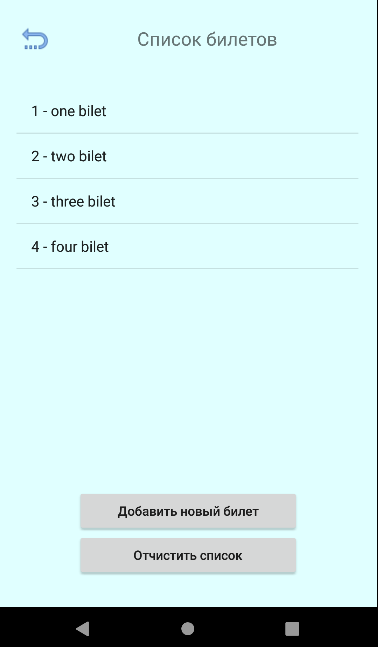 Список билетов
1 - one bilet
2 - two bilet
3 - three bilet
4 - four bilet
Добавить новый билет
Отчистить список